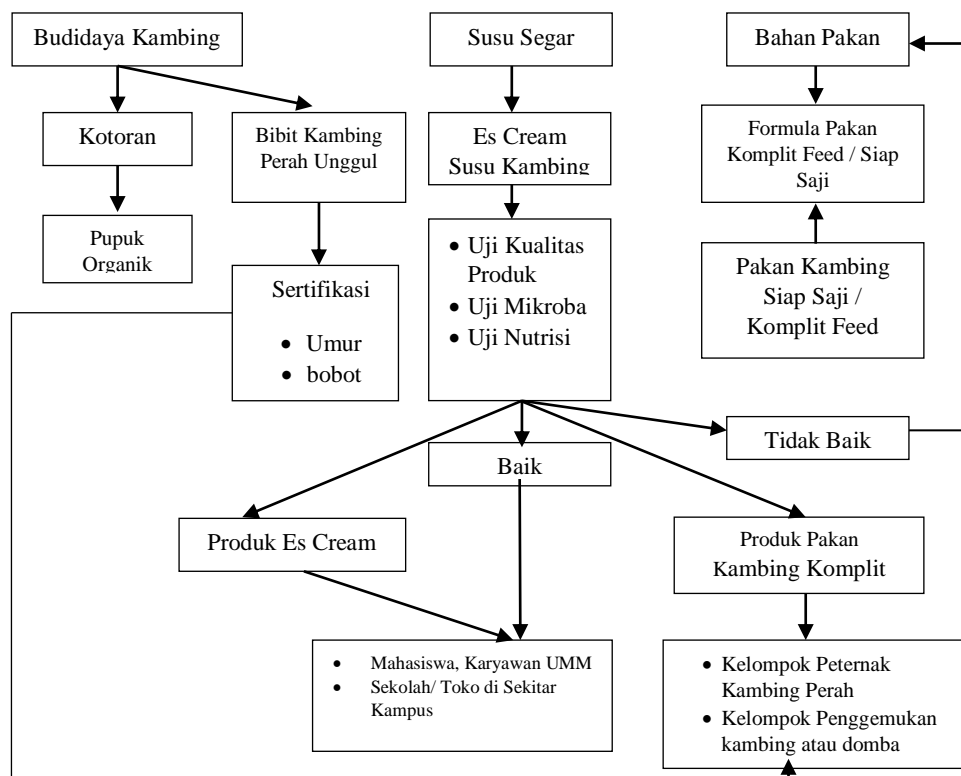 Budidaya Kambing
Susu Segar
Bahan Pakan
Kotoran
Bibit Kambing
Perah Unggul
Es Cream
Susu Kambing
Formula Pakan
Komplit Feed / Siap
Saji
Pupuk
Organik
Sertifikasi
• Umur
• bobot
• Uji Kualitas
Produk
• Uji Mikroba
• Uji Nutrisi
Pakan Kambing
Siap Saji /
Komplit Feed
Tidak Baik
Baik
Produk Es Cream
Produk Pakan
Kambing Komplit
• Mahasiswa, Karyawan UMM
• Sekolah/ Toko di Sekitar
Kampus
• Kelompok Peternak
Kambing Perah
• Kelompok Penggemukan
kambing atau domba